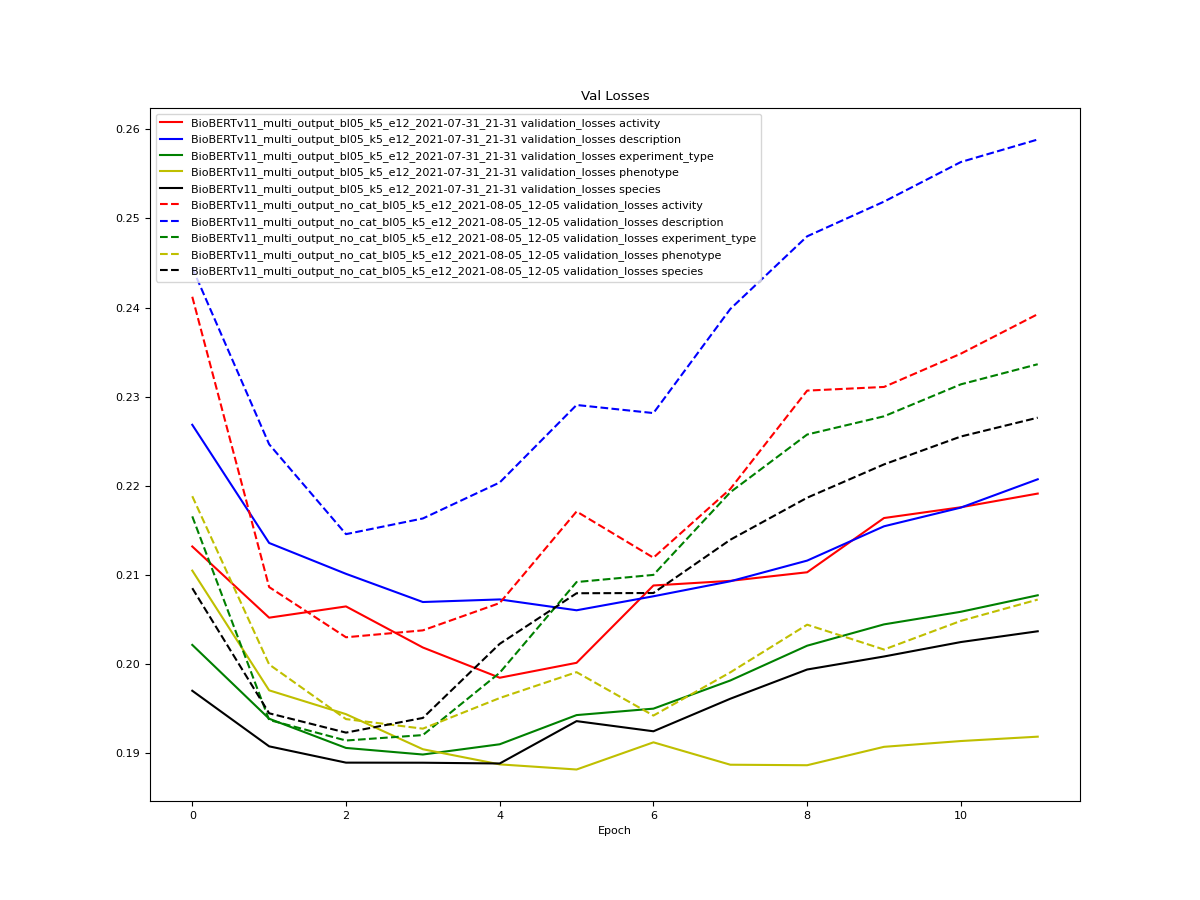 Val Losses
BioBERTv11_multi_output_bl05_k5_e12_2021-07-31_21-31 validation_losses activity
BioBERTv11_multi_output_bl05_k5_e12_2021-07-31_21-31 validation_losses description
BioBERTv11_multi_output_bl05_k5_e12_2021-07-31_21-31 validation_losses experiment_type
BioBERTv11_multi_output_bl05_k5_e12_2021-07-31_21-31 validation_losses phenotype
BioBERTv11_multi_output_bl05_k5_e12_2021-07-31_21-31 validation_losses species
BioBERTv11_multi_output_no_cat_bl05_k5_e12_2021-08-05_12-05 validation_losses activity
BioBERTv11_multi_output_no_cat_bl05_k5_e12_2021-08-05_12-05 validation_losses description
BioBERTv11_multi_output_no_cat_bl05_k5_e12_2021-08-05_12-05 validation_losses experiment_type
BioBERTv11_multi_output_no_cat_bl05_k5_e12_2021-08-05_12-05 validation_losses phenotype
BioBERTv11_multi_output_no_cat_bl05_k5_e12_2021-08-05_12-05 validation_losses species
0.26
0.25
0.24
0.23
0.22
0.21
0.20
0.19
0 2 4 6 8 10
Epoch